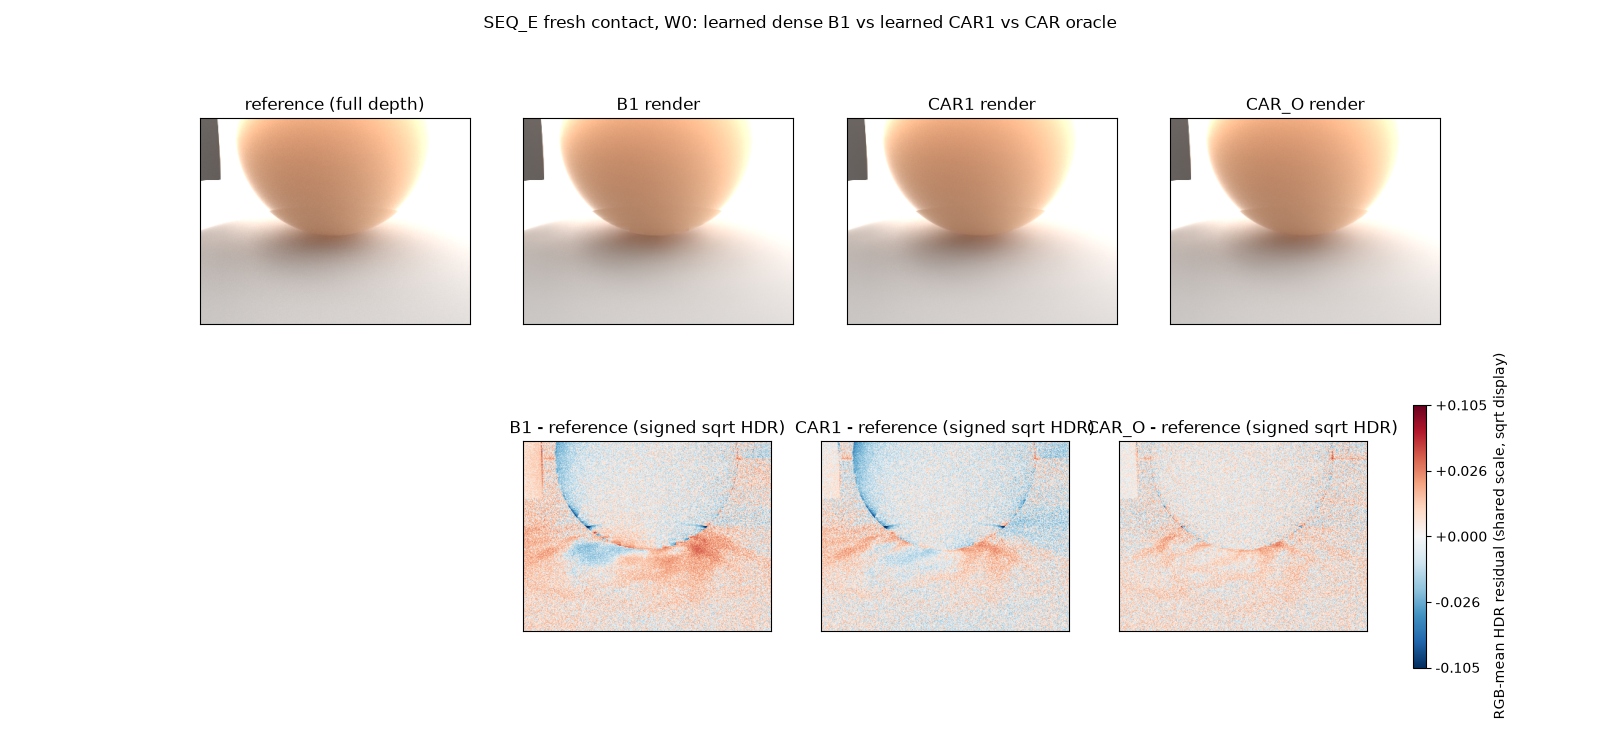 SEQ_E fresh contact, W0: learned dense B1 vs learned CAR1 vs CAR oracle
reference (full depth)
B1 render
CAR1 render
CAR_O render
B1 - reference (signed sqrt HDR)
CAR1 - reference (signed sqrt HDR)
CAR_O - reference (signed sqrt HDR)
+0.105
+0.026
+0.000
-0.026
-0.105
RGB-mean HDR residual (shared scale, sqrt display)